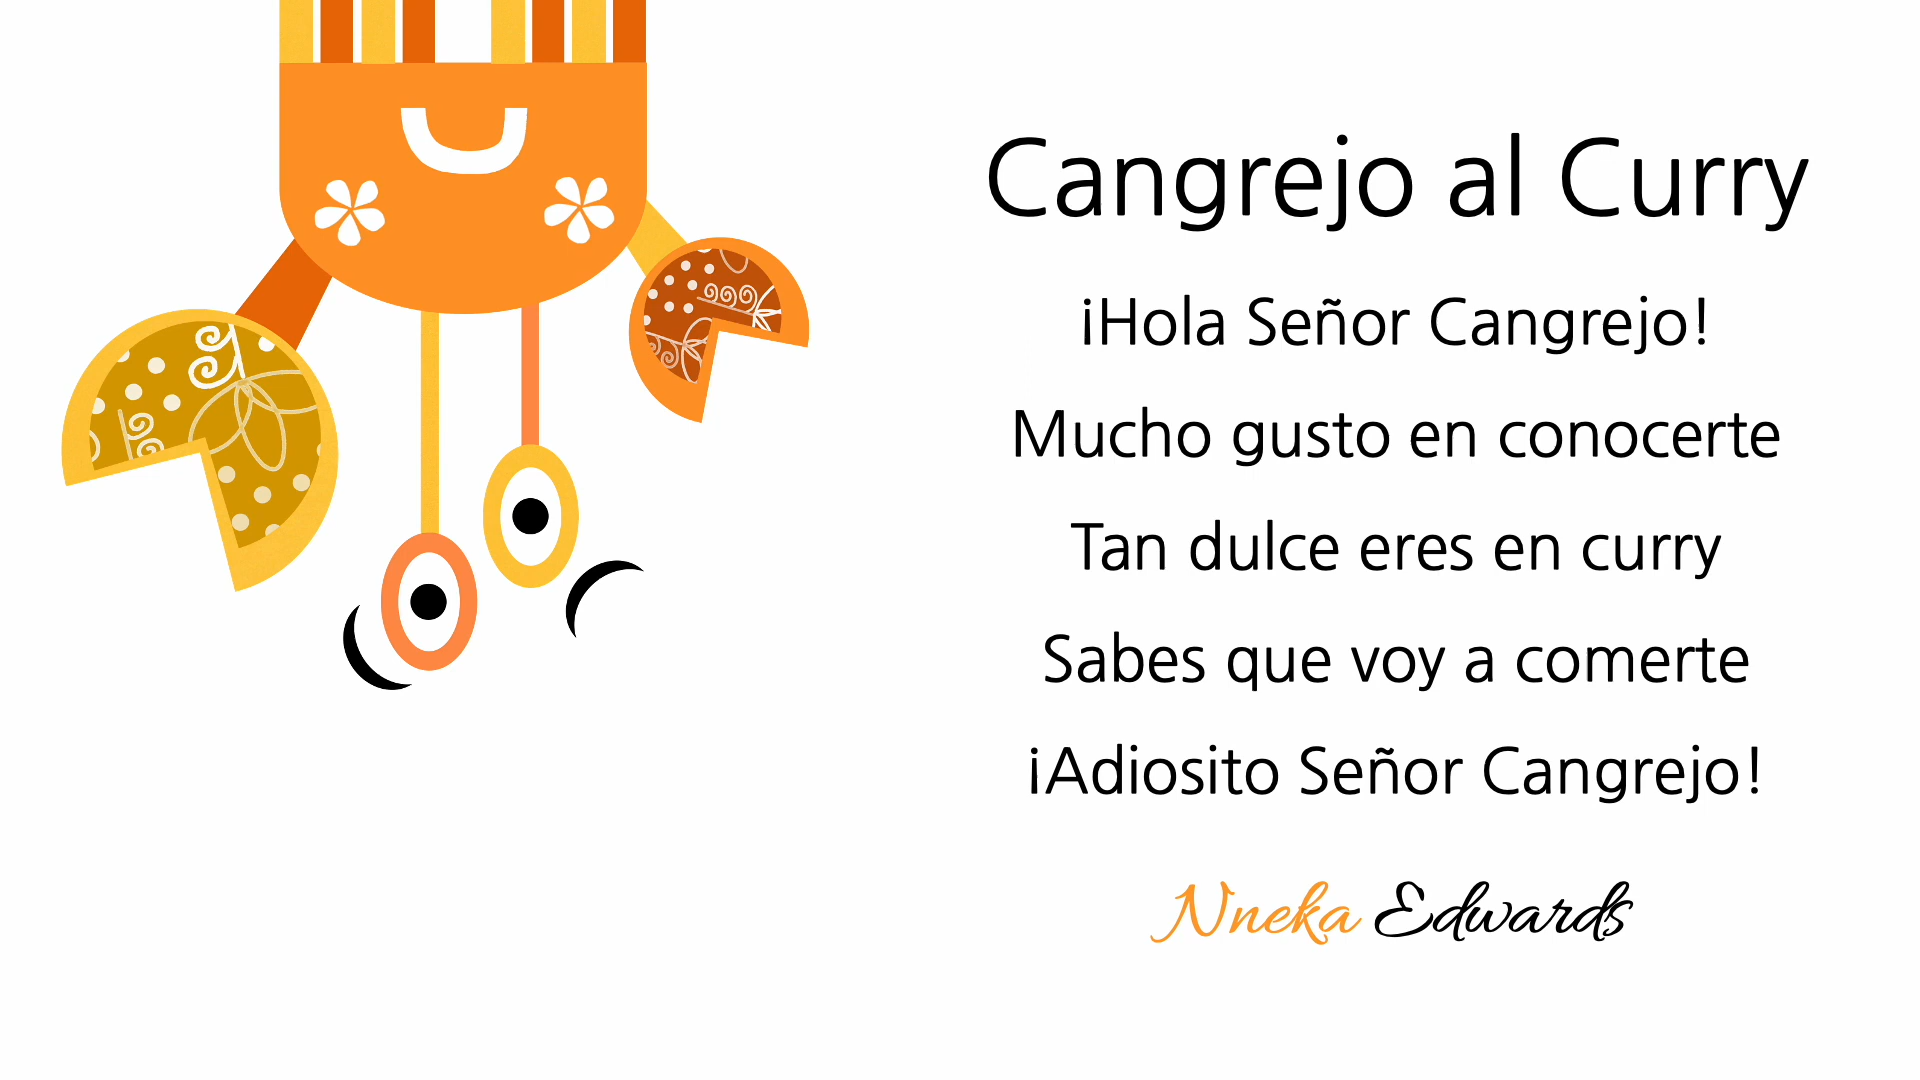 Cangrejo al Curry
¡Hola Señor Cangrejo!
Mucho gusto en conocerte
Tan dulce eres en curry
Sabes que voy a comerte
¡Adiosito Señor Cangrejo!
Nneka Edwards